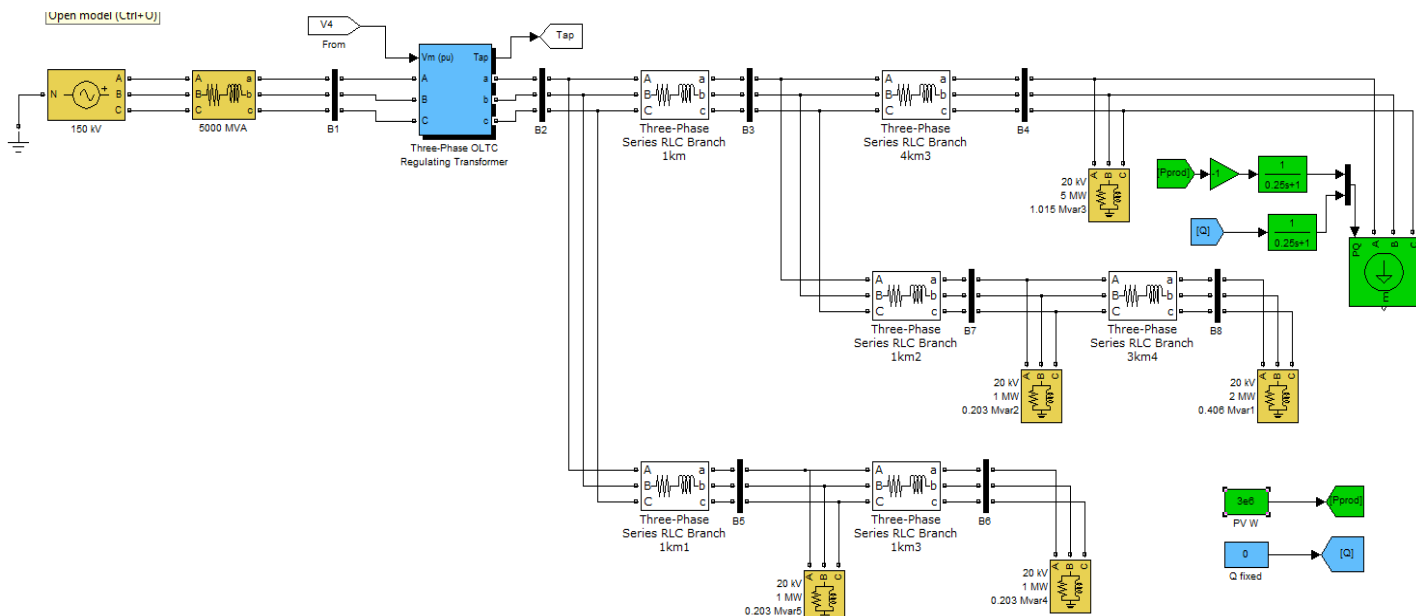 Open model (Ctrl+O)
V4
From
Tap
Vm (pu) Tap
A a
B b
C c
Three-Phase OLTC
Regulating Transformer
N A B C
150 kV
A a
B b
C c
5000 MVA
B1
B2
A a
B b
C c
Three-Phase
Series RLC Branch
1km
B3
A a
B b
C c
Three-Phase
Series RLC Branch
4km3
B4
A B C
20 kV
5 MW
1.015 Mvar3
[Pprod]
-1
1
0.25s+1
[Q]
1
0.25s+1
PQ A B C
E
A a
B b
C c
Three-Phase
Series RLC Branch
1km2
B7
A a
B b
C c
Three-Phase
Series RLC Branch
3km4
B8
A B C
20 kV
1 MW
0.203 Mvar2
A B C
20 kV
2 MW
0.406 Mvar1
A a
B b
C c
Three-Phase
Series RLC Branch
1km1
B5
A a
B b
C c
Three-Phase
Series RLC Branch
1km3
B6
A B C
20 kV
1 MW
0.203 Mvar5
A B C
20 kV
1 MW
0.203 Mvar4
3e6
PV W
[Pprod]
0
Q fixed
[Q]